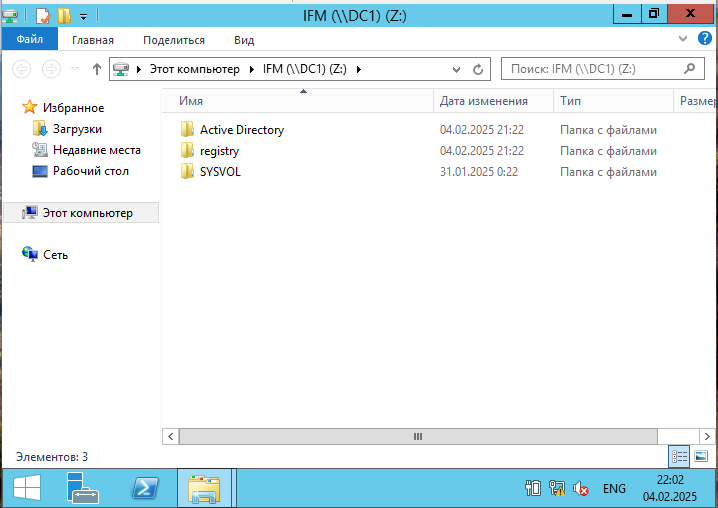 IFM (\\DC1) (Z:)
Файл Главная Поделиться Вид
Этот компьютер IFM (\\DC1) (Z:) Поиск: IFM (\\DC1) (Z:)
Имя Дата изменения Тип Размер
Избранное
Загрузки
Недавние места
Рабочий стол
Этот компьютер
Сеть
Active Directory 04.02.2025 21:22 Папка с файлами
registry 04.02.2025 21:22 Папка с файлами
SYSVOL 31.01.2025 0:22 Папка с файлами
Элементов: 3
ENG 22:02
04.02.2025